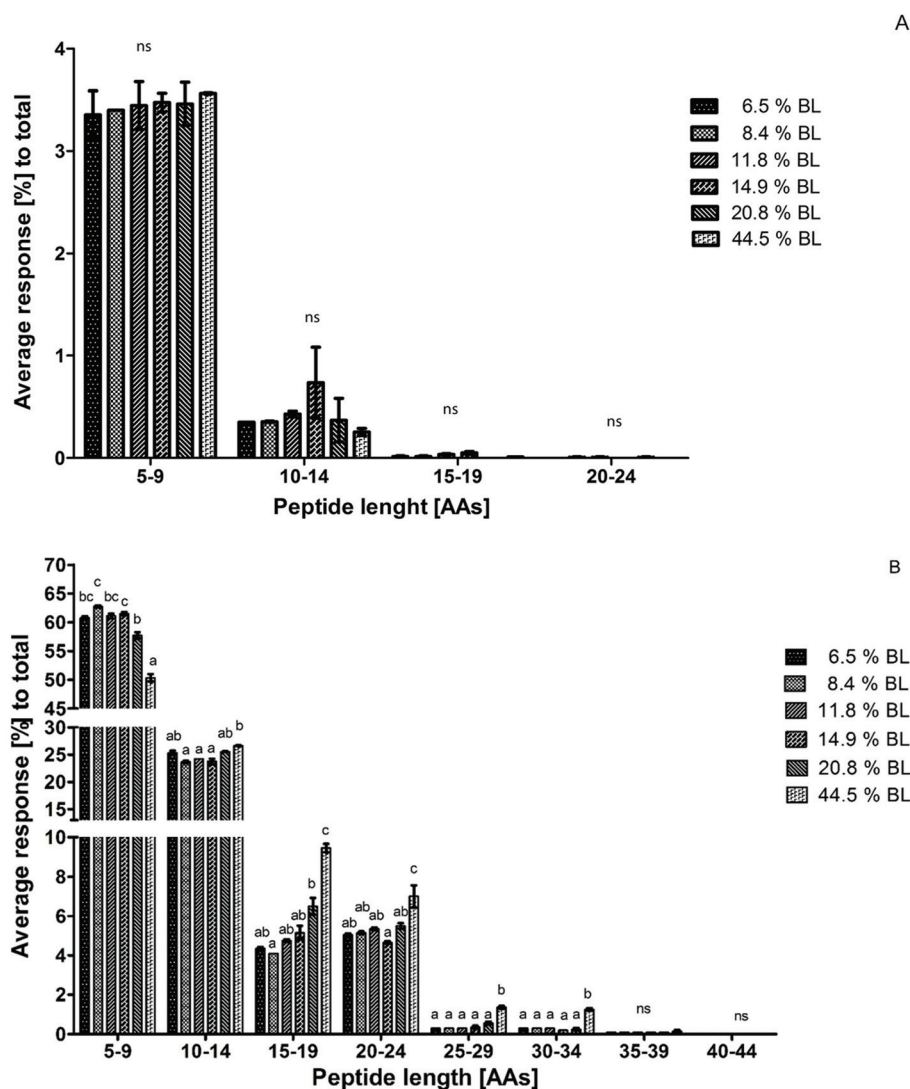 A
Average response [%] to total
4
3
2
1
0
ns
ns
ns
ns
6.5 % BL
8.4 % BL
11.8 % BL
14.9 % BL
20.8 % BL
44.5 % BL
5-9 10-14 15-19 20-24
Peptide lenght [AAs]
B
Average response [%] to total
70
65
60
55
50
45
30
25
20
15
10
8
6
4
2
0
bc c bc c b a
ab a a a ab b
ab a ab ab b c
ab ab ab a ab c
a a a a a b
a a a a a b
ns
ns
6.5 % BL
8.4 % BL
11.8 % BL
14.9 % BL
20.8 % BL
44.5 % BL
5-9 10-14 15-19 20-24 25-29 30-34 35-39 40-44
Peptide length [AAs]